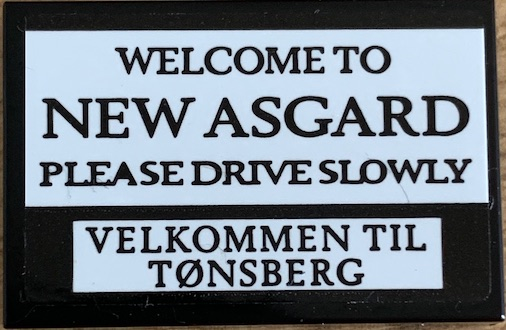 WELCOME TO
NEW ASGARD
PLEASE DRIVE SLOWLY
VELKOMMEN TIL
TØNSBERG